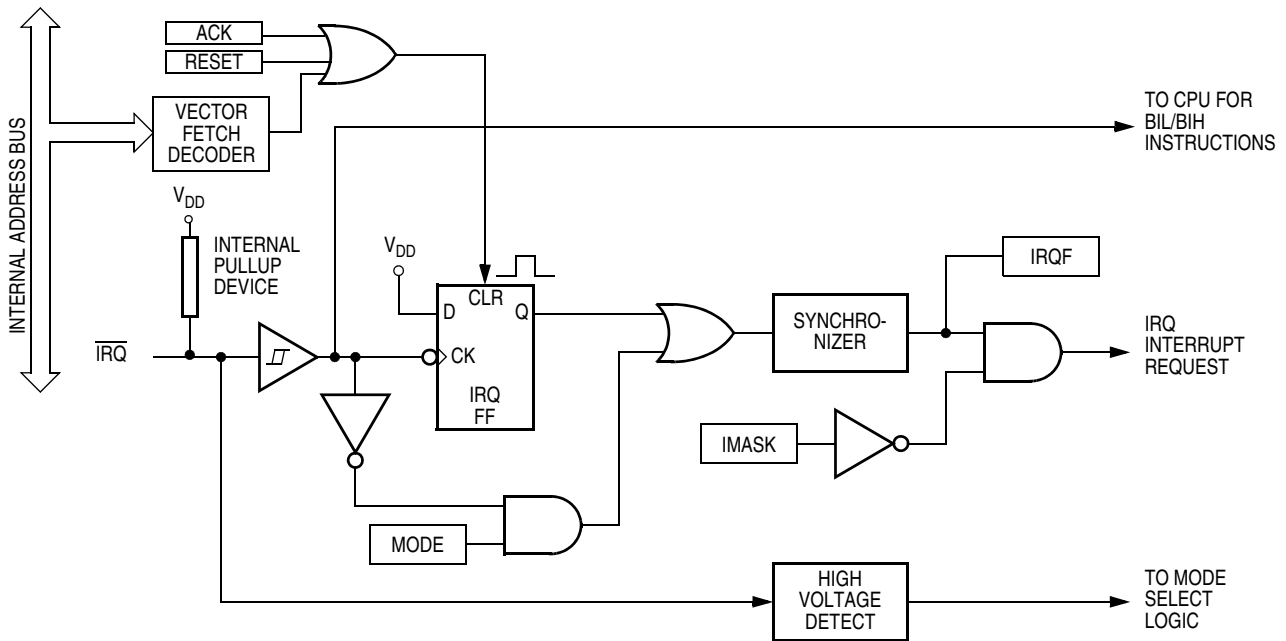 INTERNAL ADDRESS BUS
ACK
RESET
VECTOR
FETCH
DECODER
TO CPU FOR
BIL/BIH
INSTRUCTIONS
VDD
INTERNAL
PULLUP
DEVICE
VDD
CLR
D
Q
CK
IRQ
FF
IRQ
SYNCHRO-
NIZER
IRQF
IRQ
INTERRUPT
REQUEST
IMASK
MODE
HIGH
VOLTAGE
DETECT
TO MODE
SELECT
LOGIC